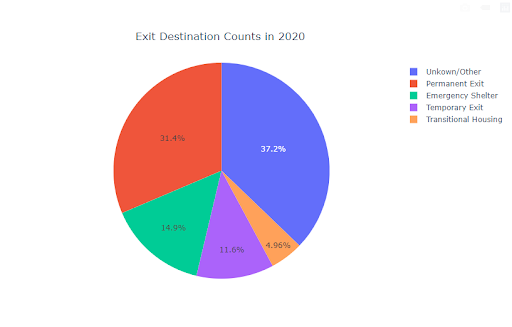 Exit Destination Counts in 2020
Unkown/Other
Permanent Exit
Emergency Shelter
Temporary Exit
Transitional Housing
37.2%
31.4%
14.9%
11.6%
4.96%